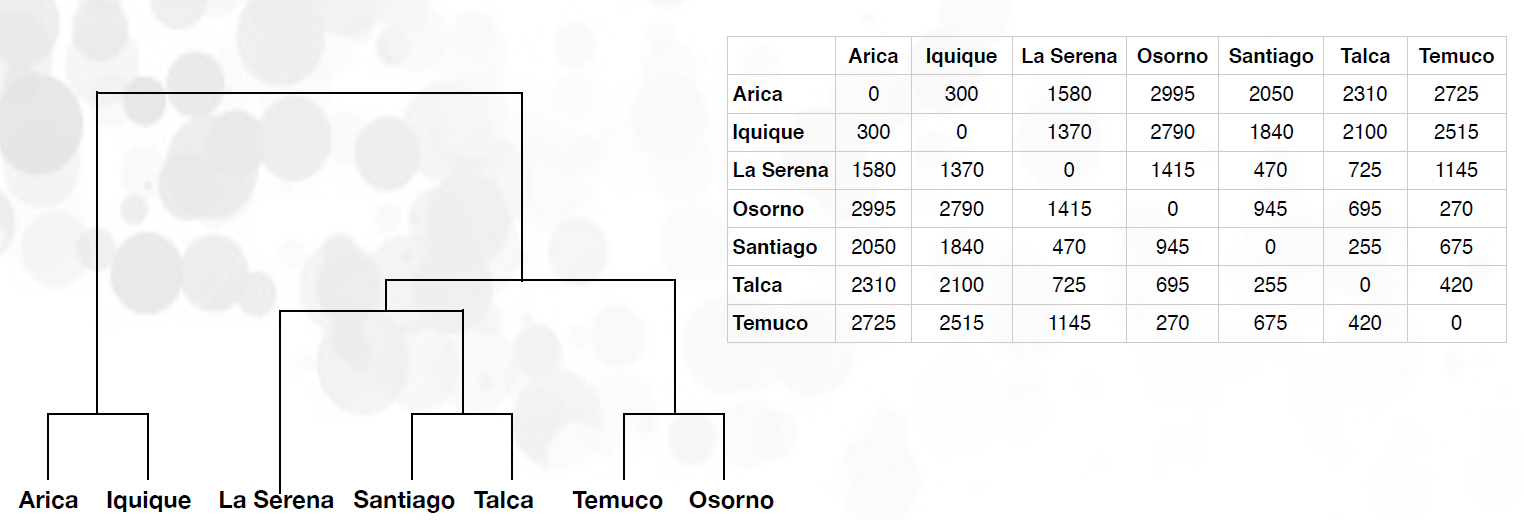 Arica Iquique La Serena Osorno Santiago Talca Temuco
Arica 0 300 1580 2995 2050 2310 2725
Iquique 300 0 1370 2790 1840 2100 2515
La Serena 1580 1370 0 1415 470 725 1145
Osorno 2995 2790 1415 0 945 695 270
Santiago 2050 1840 470 945 0 255 675
Talca 2310 2100 725 695 255 0 420
Temuco 2725 2515 1145 270 675 420 0
Arica Iquique La Serena Santiago Talca Temuco Osorno